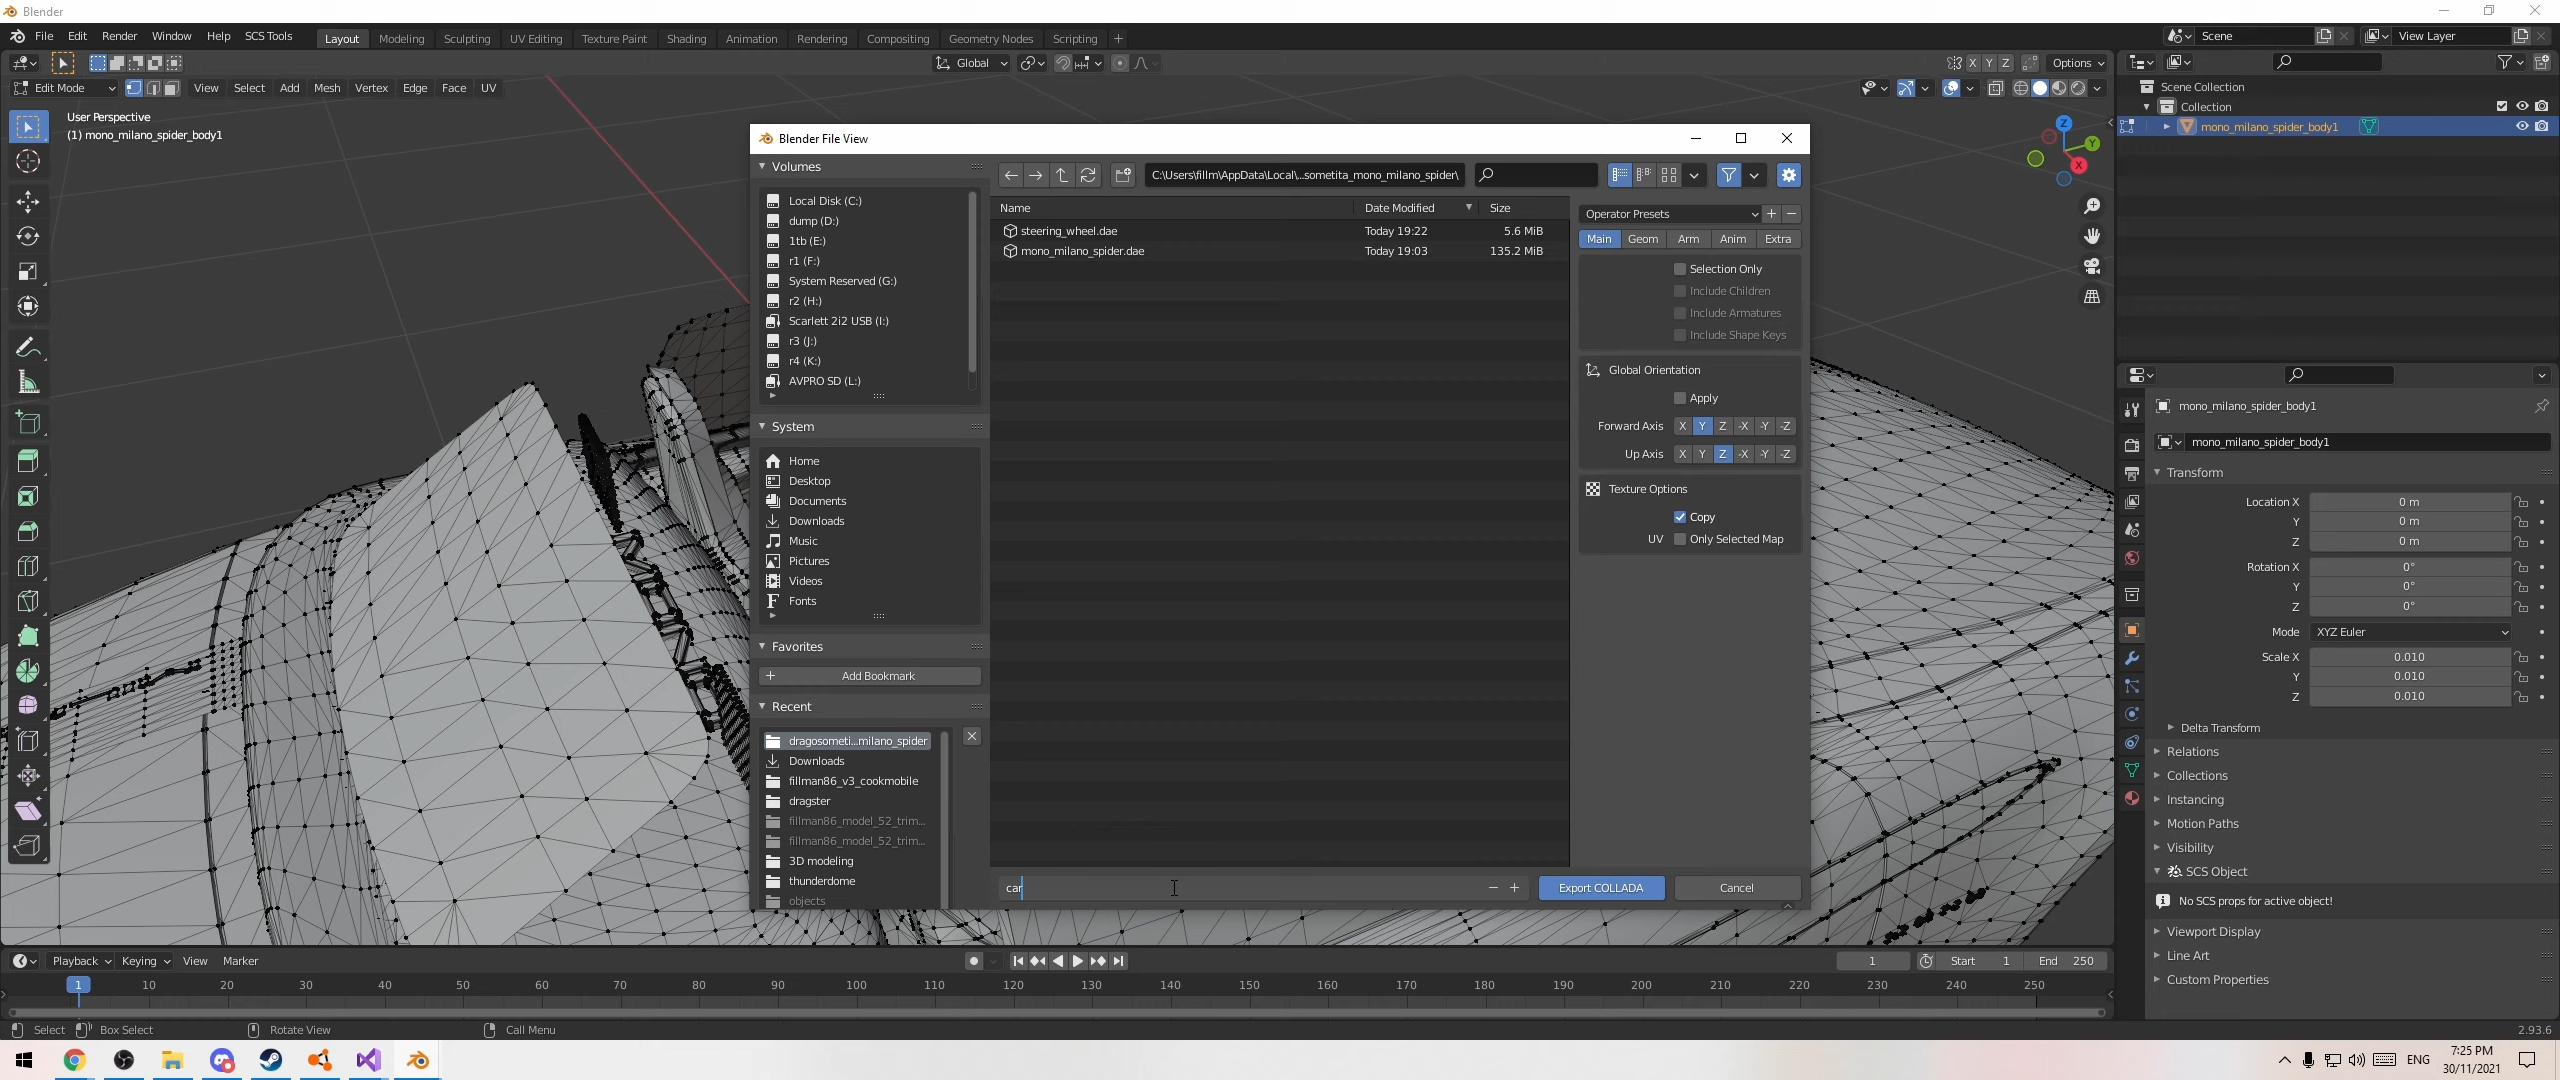 Blender
File Edit Render Window Help SCS Tools
Layout Modeling Sculpting UV Editing Texture Paint Shading Animation Rendering Compositing Geometry Nodes Scripting +
Scene
View Layer
Global
X Y Z Options
Edit Mode
View Select Add Mesh Vertex Edge Face UV
User Perspective
(1) mono_milano_spider_body1
Z
Y
X
Scene Collection
Collection
mono_milano_spider_body1
Blender File View
Volumes
Local Disk (C:)
dump (D:)
1tb (E:)
r1 (F:)
System Reserved (G:)
r2 (H:)
Scarlett 2i2 USB (I:)
r3 (J:)
r4 (K:)
AVPRO SD (L:)
System
Home
Desktop
Documents
Downloads
Music
Pictures
Videos
Fonts
Favorites
+ Add Bookmark
Recent
dragosometi...milano_spider
Downloads
fillman86_v3_cookmobile
dragster
fillman86_model_52_trim...
fillman86_model_52_trim...
3D modeling
thunderdome
objects
C:\Users\fillm\AppData\Local\...sometita_mono_milano_spider\
Name Date Modified Size
steering_wheel.dae Today 19:22 5.6 MiB
mono_milano_spider.dae Today 19:03 135.2 MiB
car
Operator Presets
Main Geom Arm Anim Extra
Selection Only
Include Children
Include Armatures
Include Shape Keys
Global Orientation
Apply
Forward Axis X Y Z -X -Y -Z
Up Axis X Y Z -X -Y -Z
Texture Options
Copy
UV Only Selected Map
Export COLLADA
Cancel
mono_milano_spider_body1
mono_milano_spider_body1
Transform
Location X 0 m
Y 0 m
Z 0 m
Rotation X 0°
Y 0°
Z 0°
Mode XYZ Euler
Scale X 0.010
Y 0.010
Z 0.010
Delta Transform
Relations
Collections
Instancing
Motion Paths
Visibility
SCS Object
No SCS props for active object!
Viewport Display
Line Art
Custom Properties
Playback Keying View Marker
1 Start 1 End 250
1 10 20 30 40 50 60 70 80 90 100 110 120 130 140 150 160 170 180 190 200 210 220 230 240 250
Select Box Select Rotate View Call Menu
2.93.6
ENG
7:25 PM
30/11/2021